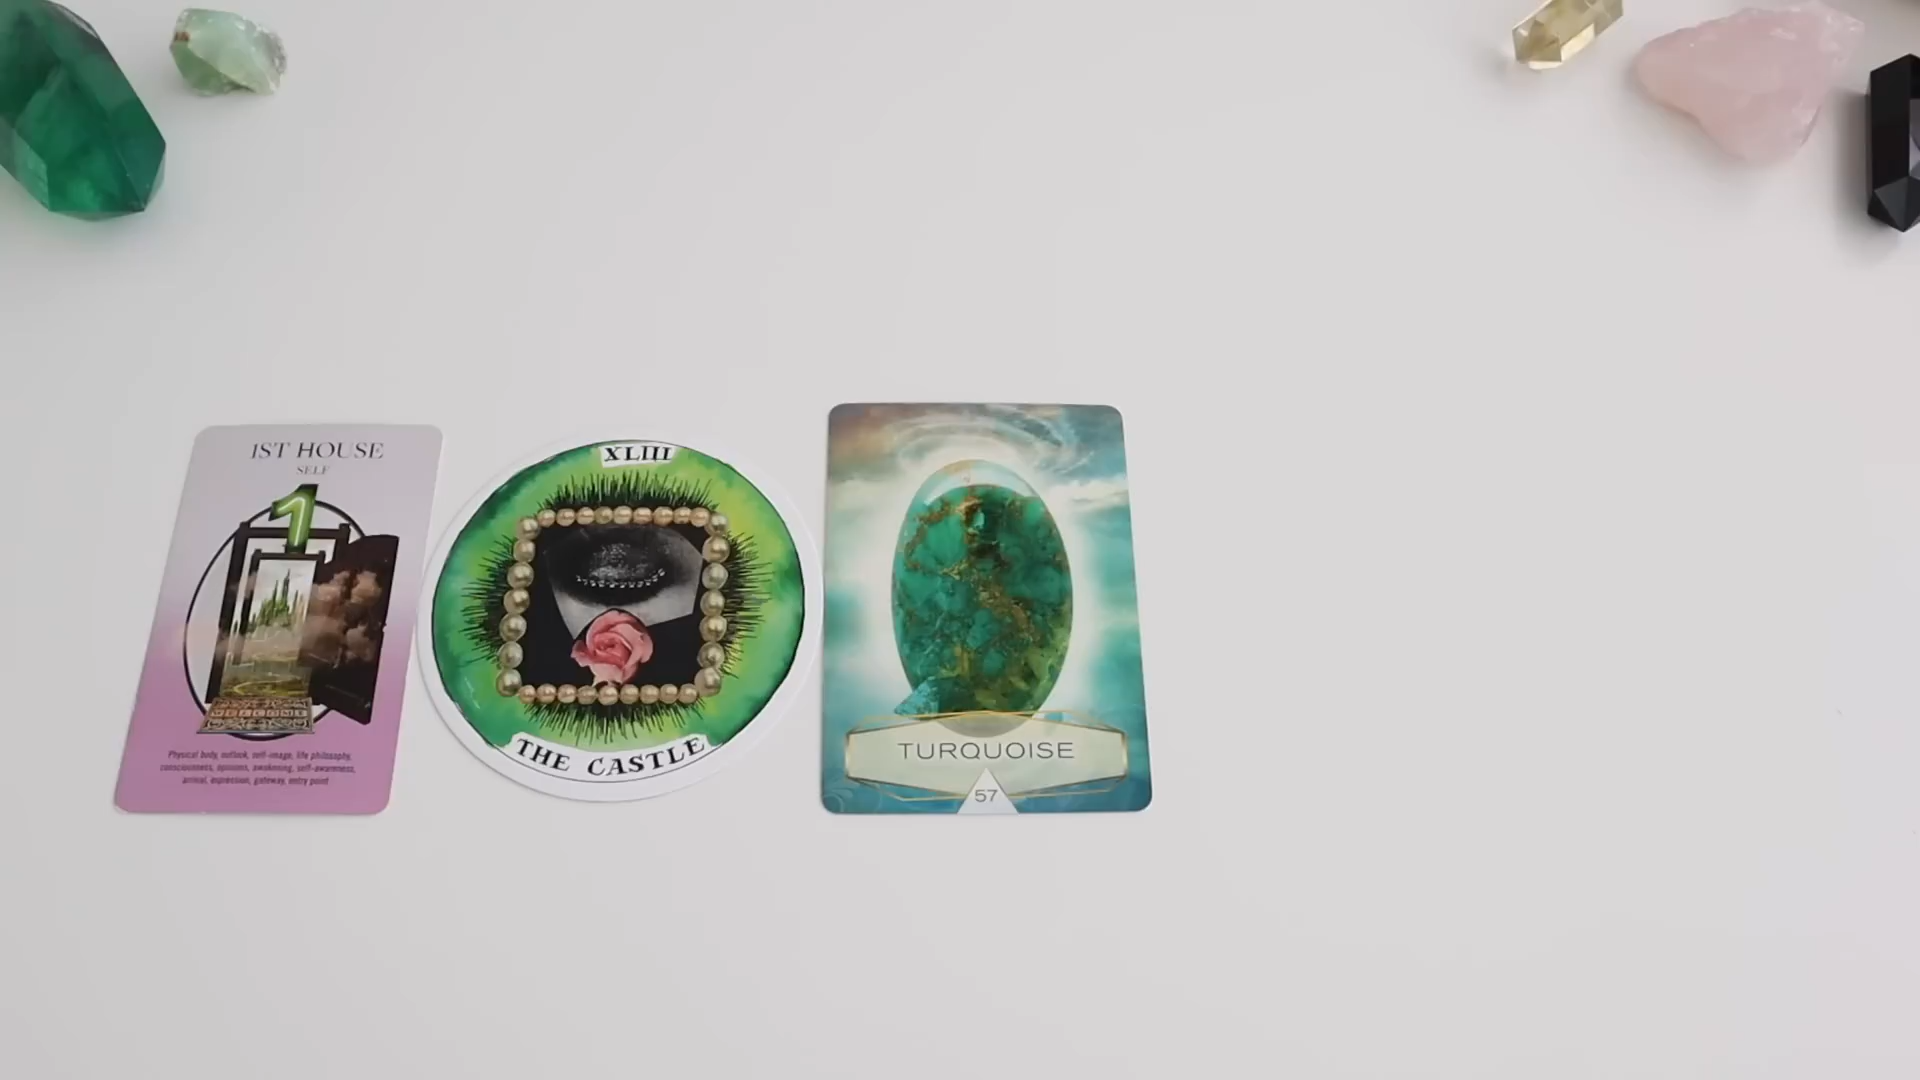 1ST HOUSE
SELF
1
WELCOME
Physical body, outlook, self-image, life philosophy,
consciousness, opinions, awakening, self-awareness,
arrival, expression, gateway, entry point
XLIII
THE CASTLE
TURQUOISE
57